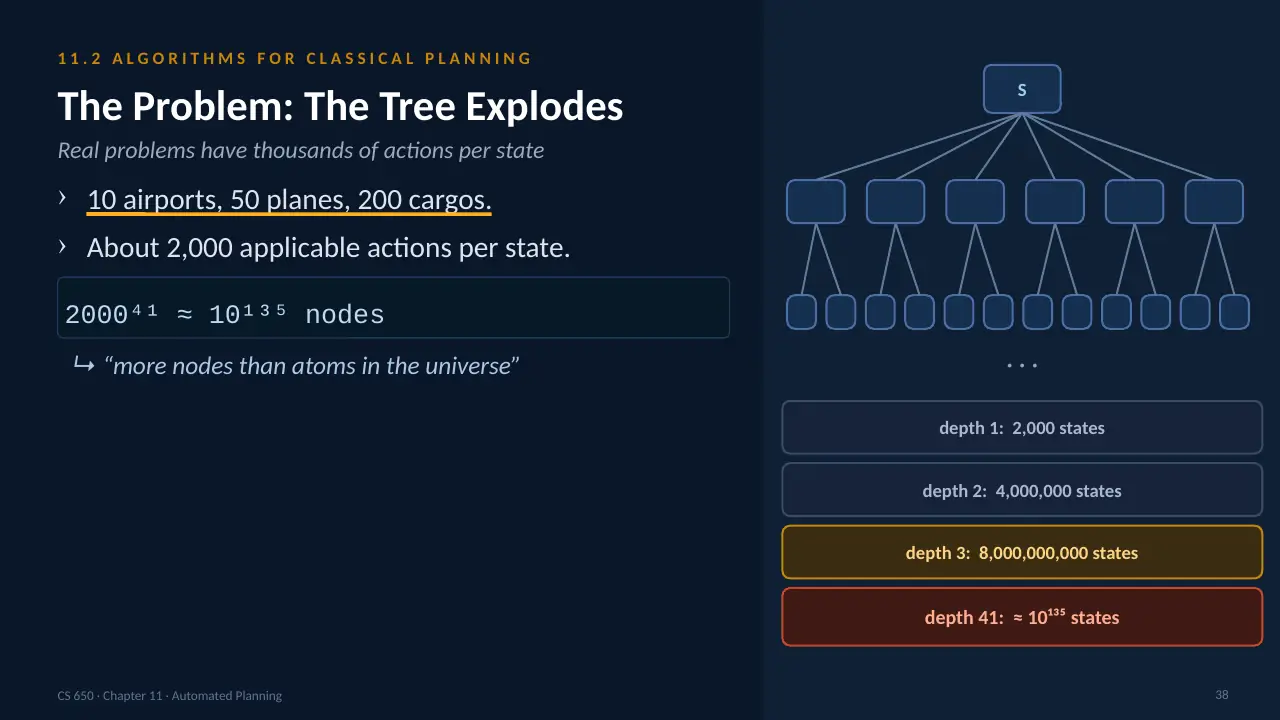 11.2 ALGORITHMS FOR CLASSICAL PLANNING
The Problem: The Tree Explodes
Real problems have thousands of actions per state
› 10 airports, 50 planes, 200 cargos.
› About 2,000 applicable actions per state.
2000⁴¹ ≈ 10¹³⁵ nodes
↪ “more nodes than atoms in the universe”
S
. . .
depth 1: 2,000 states
depth 2: 4,000,000 states
depth 3: 8,000,000,000 states
depth 41: ≈ 10¹³⁵ states
CS 650 · Chapter 11 · Automated Planning
38